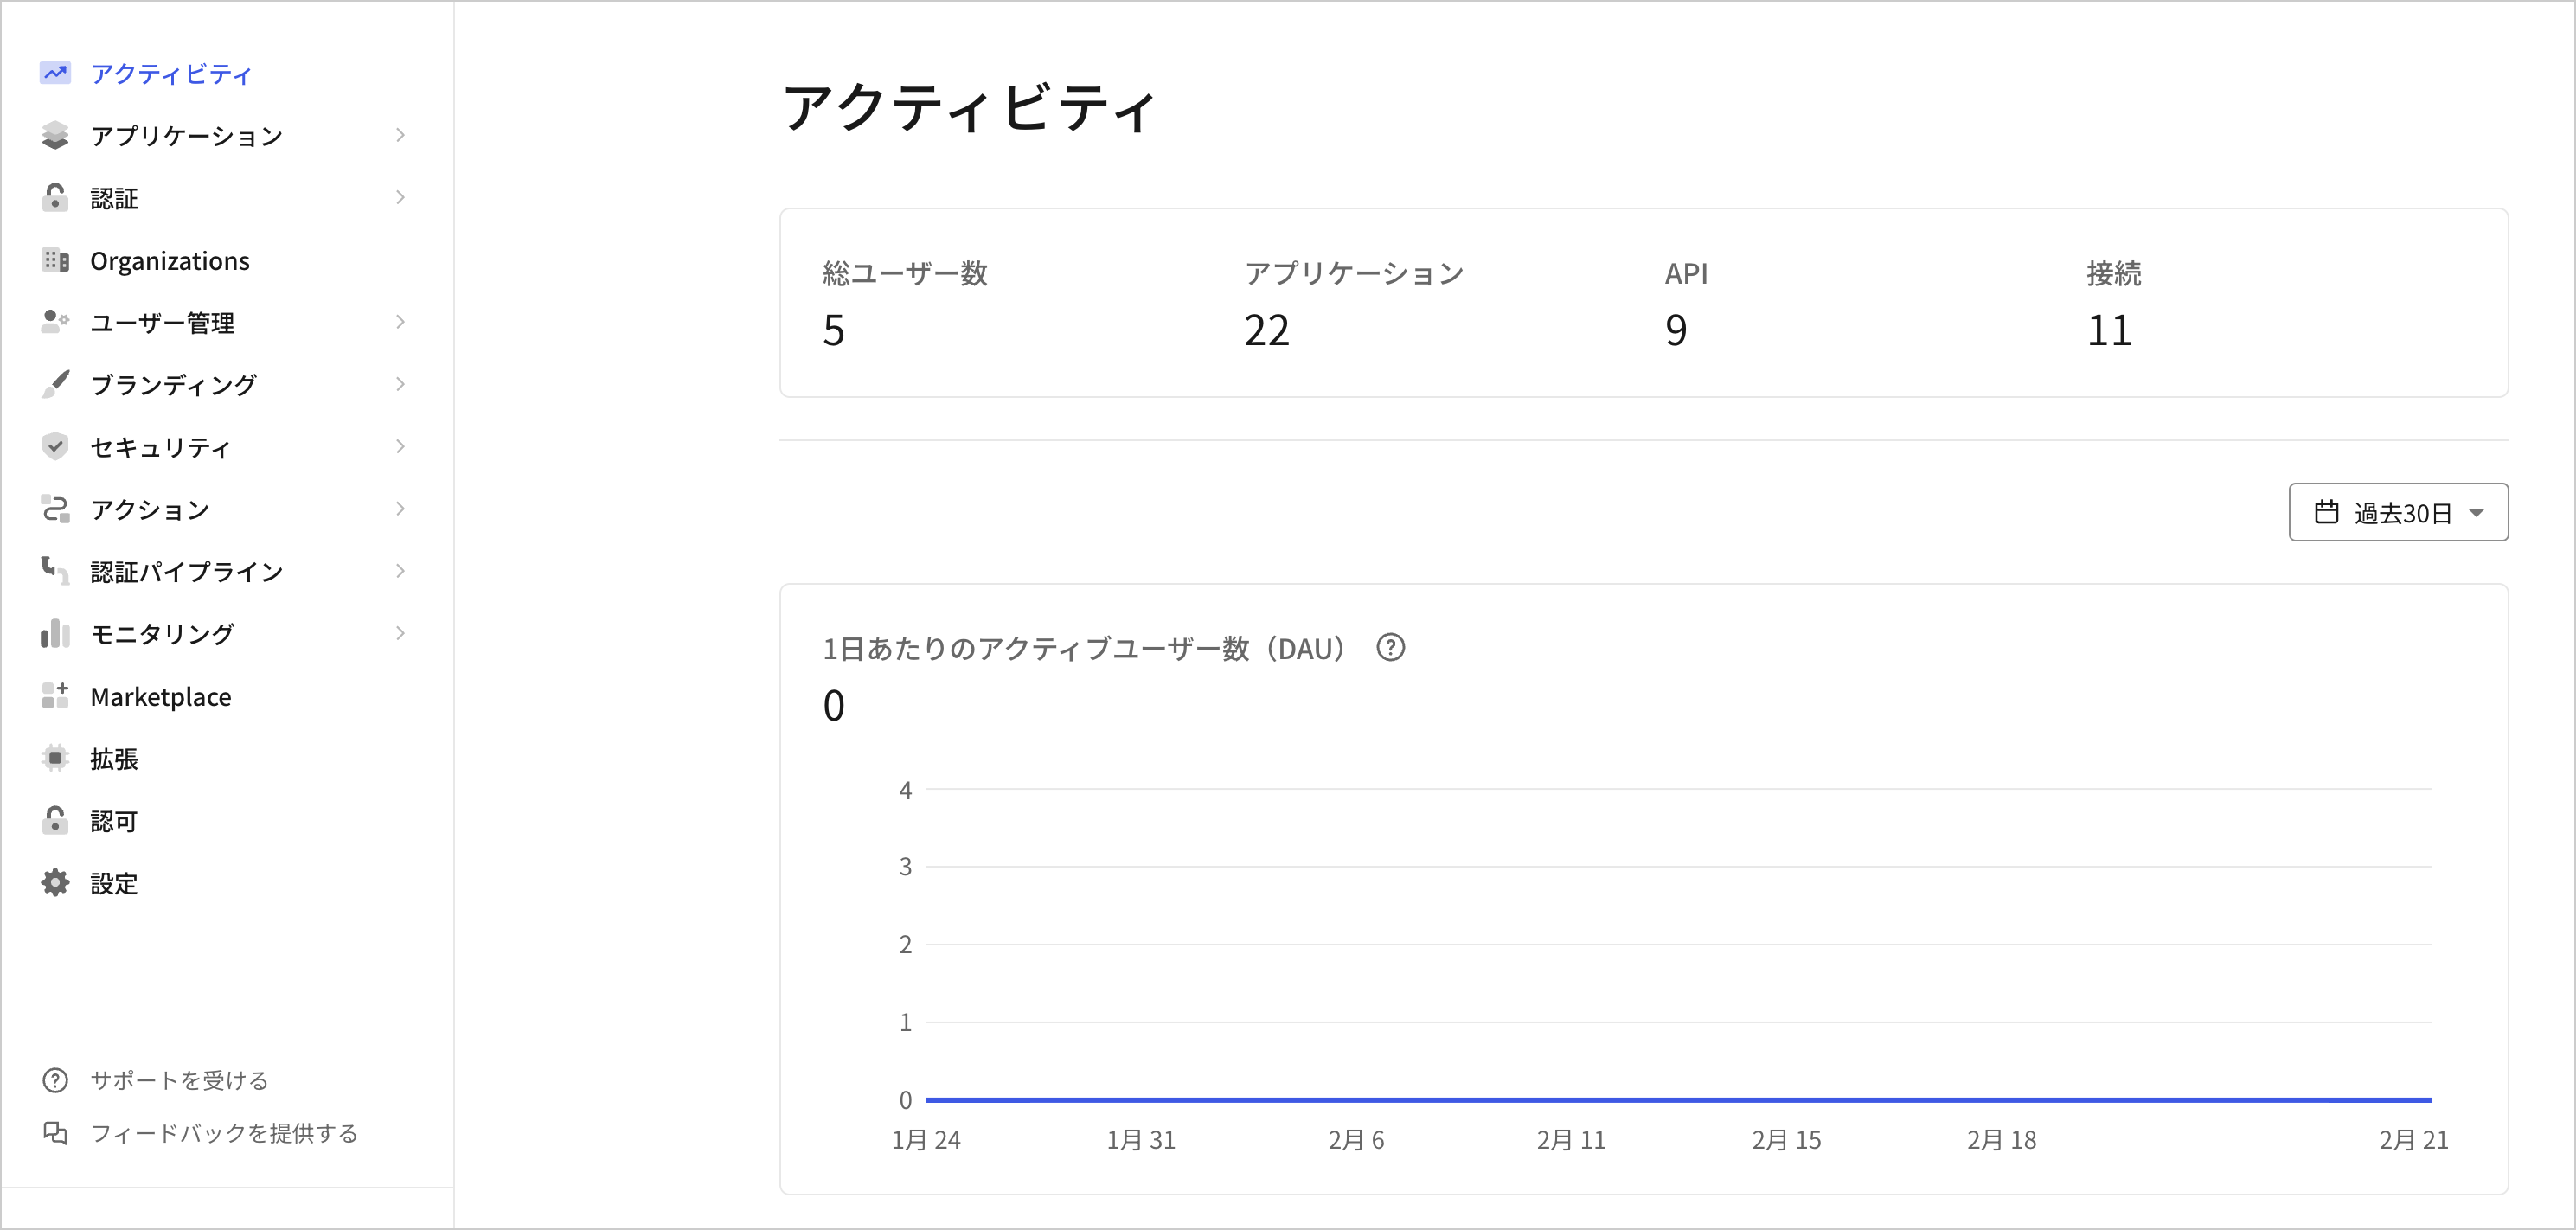 アクティビティ
アプリケーション
認証
Organizations
ユーザー管理
ブランディング
セキュリティ
アクション
認証パイプライン
モニタリング
Marketplace
拡張
認可
設定
サポートを受ける
フィードバックを提供する
アクティビティ
総ユーザー数 アプリケーション API 接続
5 22 9 11
過去30日
1日あたりのアクティブユーザー数（DAU）
0
4
3
2
1
0
1月 24 1月 31 2月 6 2月 11 2月 15 2月 18 2月 21